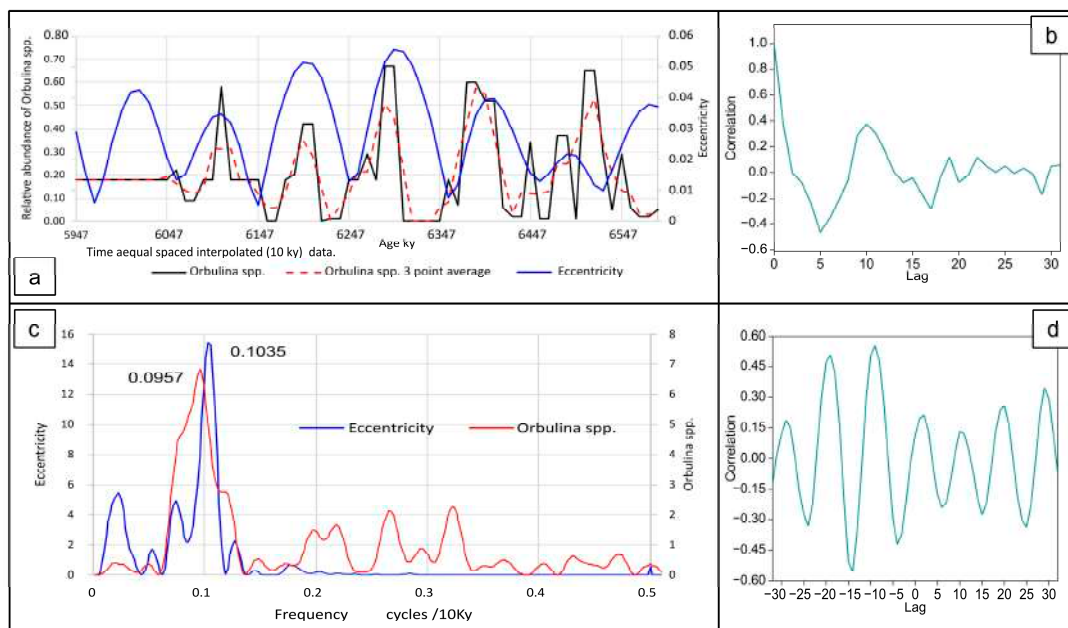 0.80
0.70
0.60
0.50
0.40
0.30
0.20
0.10
0.00
Relative abundance of Orbulina spp.
0.06
0.05
0.04
0.03
0.02
0.01
0
Eccentricity
5947 6047 6147 6247 6347 6447 6547
Age ky
Time aequal spaced interpolated (10 ky) data.
Orbulina spp. Orbulina spp. 3 point average Eccentricity
a
b
1.0
0.8
0.6
0.4
0.2
0.0
−0.2
−0.4
−0.6
Correlation
0 5 10 15 20 25 30
Lag
c
16
14
12
10
8
6
4
2
0
Eccentricity
0.0957
0.1035
Eccentricity Orbulina spp.
8
7
6
5
4
3
2
1
0
Orbulina spp.
0 0.1 0.2 0.3 0.4 0.5
Frequency cycles /10Ky
d
0.60
0.45
0.30
0.15
0.00
−0.15
−0.30
−0.45
−0.60
Correlation
−30 −25 −20 −15 −10 −5 0 5 10 15 20 25 30
Lag